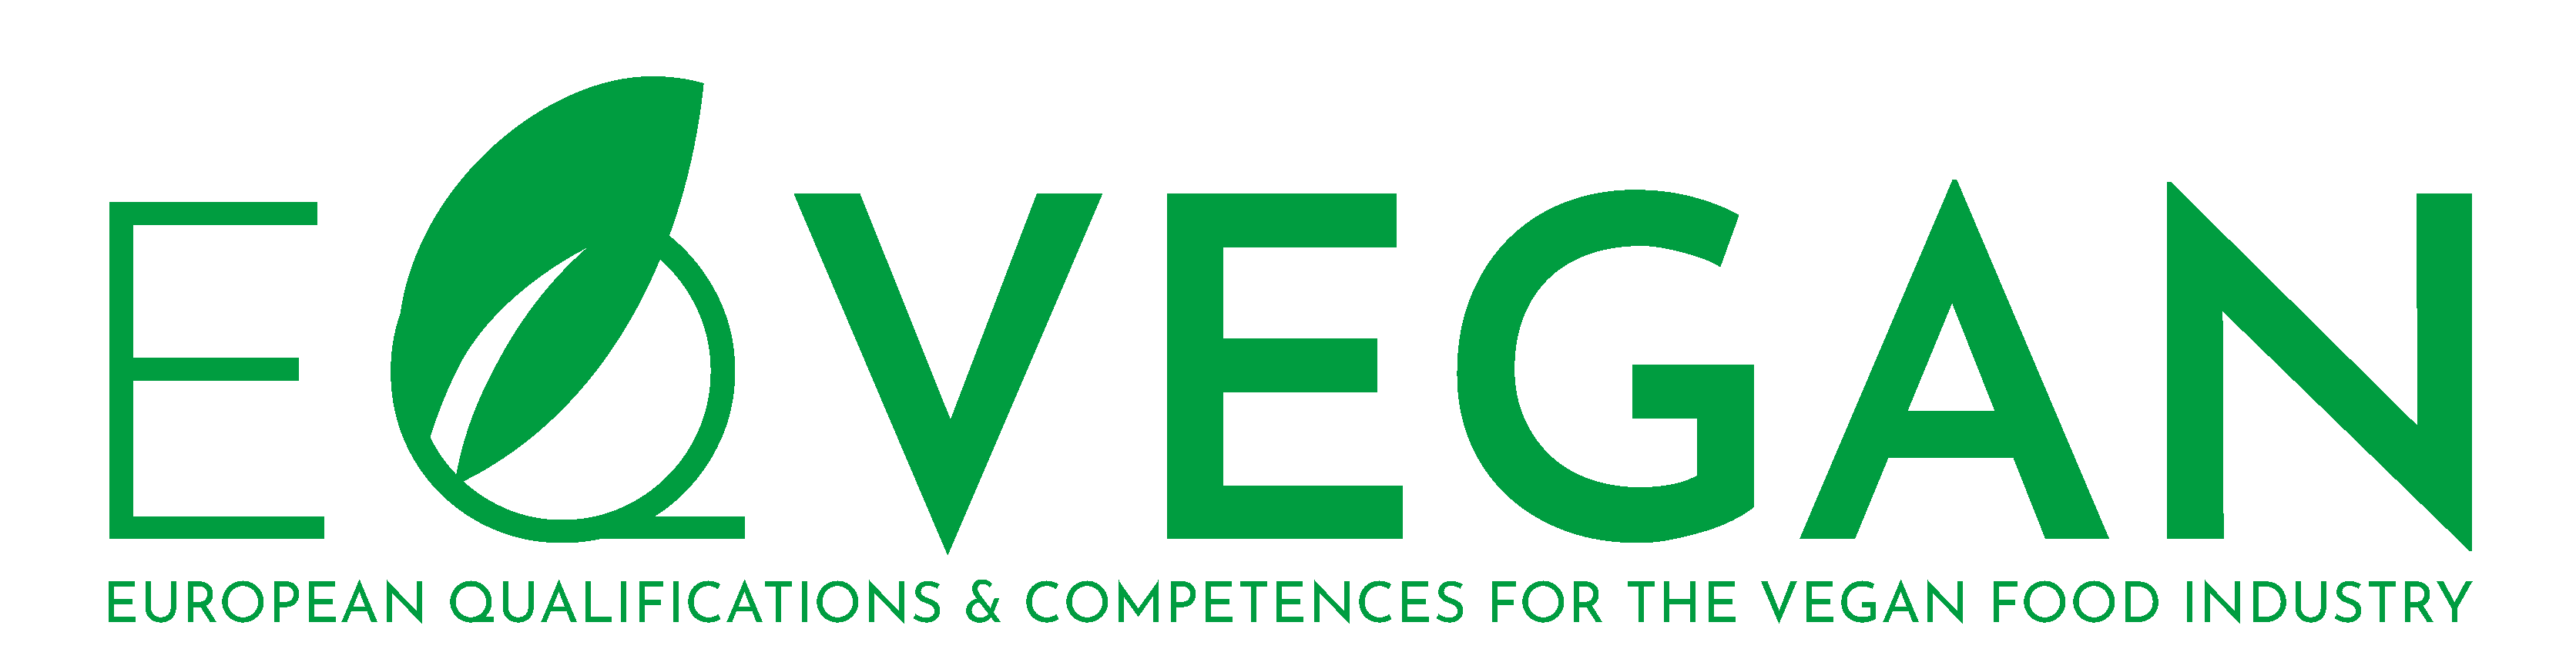 EQVEGAN
EUROPEAN QUALIFICATIONS & COMPETENCES FOR THE VEGAN FOOD INDUSTRY